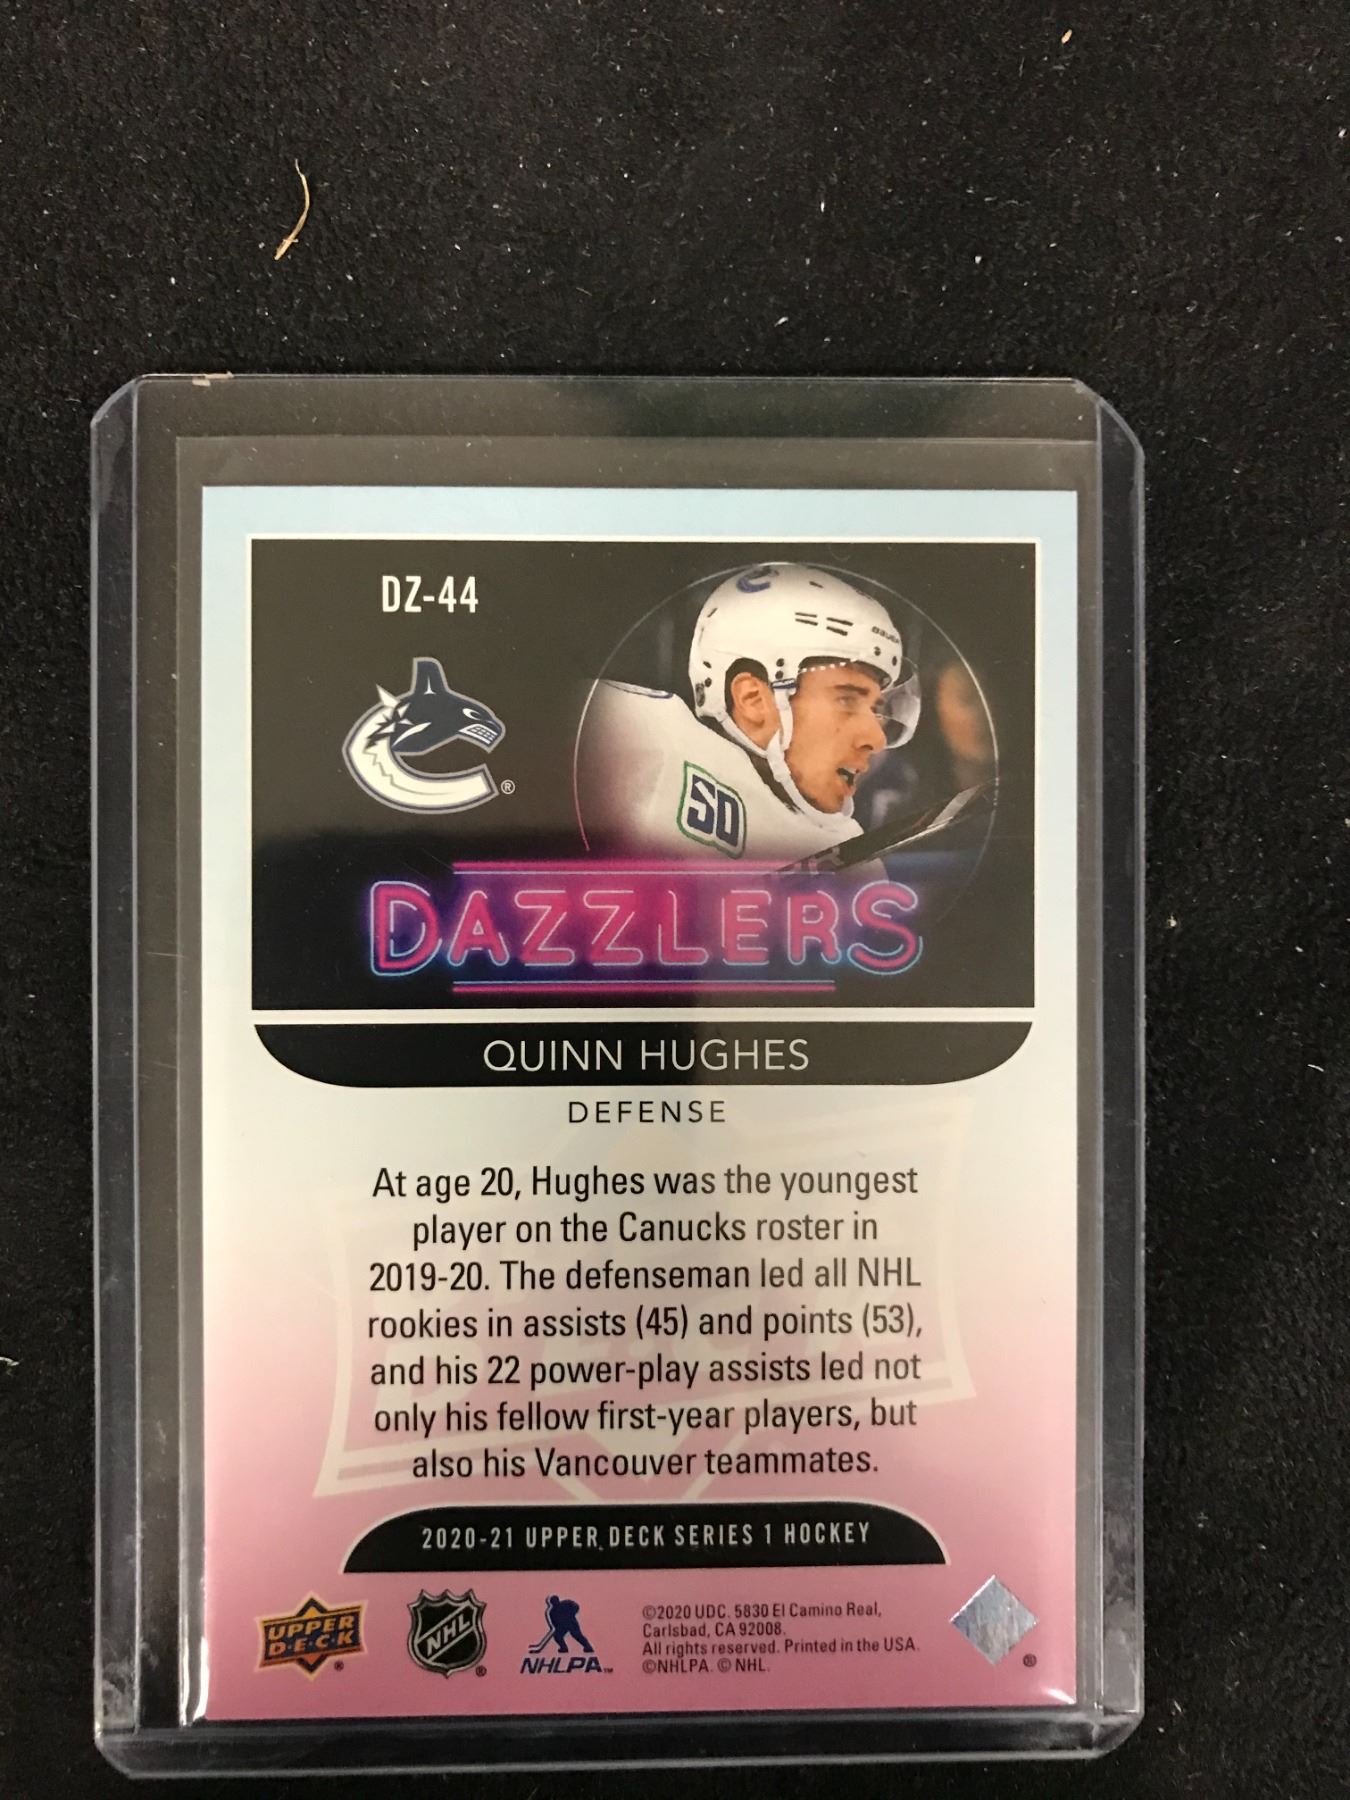 DZ-44
BAUER
50
DAZZLERS
QUINN HUGHES
DEFENSE
At age 20, Hughes was the youngest
player on the Canucks roster in
2019-20. The defenseman led all NHL
rookies in assists (45) and points (53),
and his 22 power-play assists led not
only his fellow first-year players, but
also his Vancouver teammates.
2020-21 UPPER DECK SERIES 1 HOCKEY
UPPER
D·E·C·K
®
NHL
®
NHLPA™
©2020 UDC. 5830 El Camino Real,
Carlsbad, CA 92008.
All rights reserved. Printed in the USA.
©NHLPA. © NHL.
®